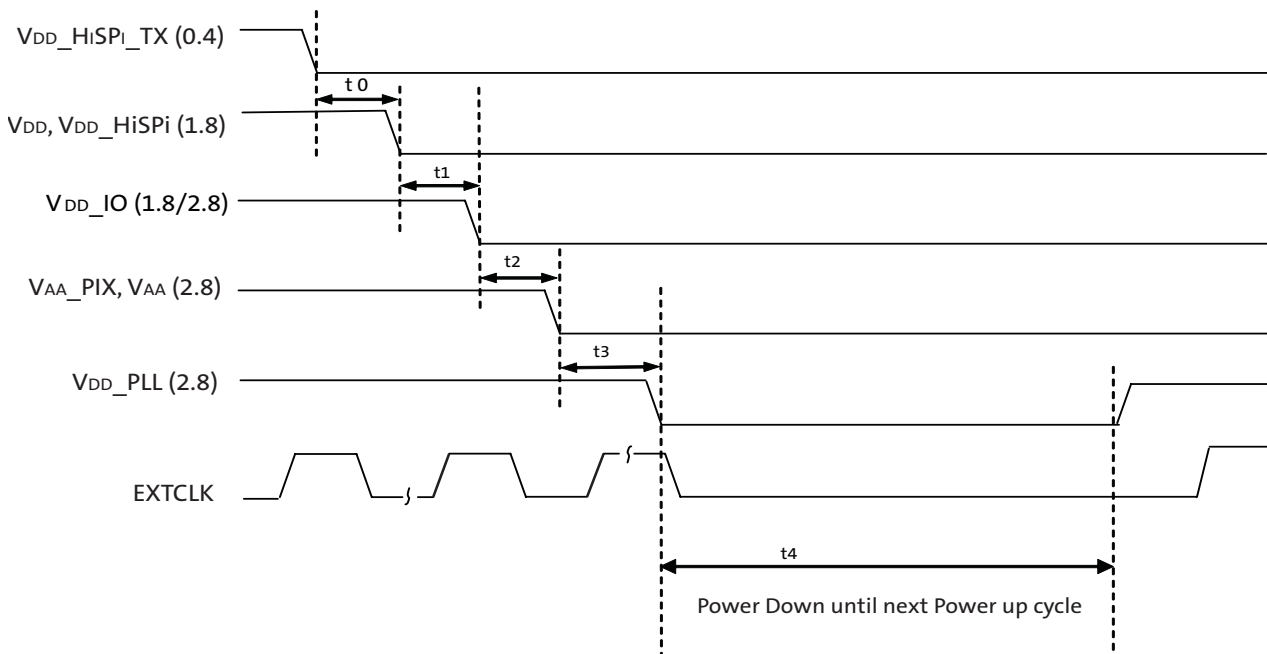 VDD_HiSPi_TX (0.4)
t 0
VDD, VDD_HiSPi (1.8)
t1
VDD_IO (1.8/2.8)
t2
VAA_PIX, VAA (2.8)
t3
VDD_PLL (2.8)
EXTCLK
t4
Power Down until next Power up cycle